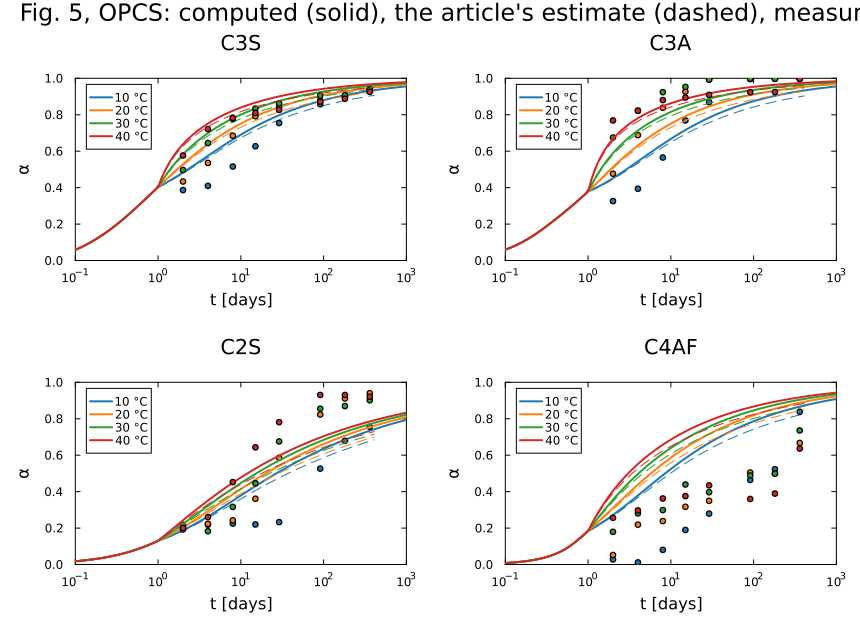 Fig. 5, OPCS: computed (solid), the article's estimate (dashed), measur
C3S
1.0
0.8
0.6
0.4
0.2
0.0
α
10 °C
20 °C
30 °C
40 °C
10⁻¹ 10⁰ 10¹ 10² 10³
t [days]
C3A
1.0
0.8
0.6
0.4
0.2
0.0
α
10 °C
20 °C
30 °C
40 °C
10⁻¹ 10⁰ 10¹ 10² 10³
t [days]
C2S
1.0
0.8
0.6
0.4
0.2
0.0
α
10 °C
20 °C
30 °C
40 °C
10⁻¹ 10⁰ 10¹ 10² 10³
t [days]
C4AF
1.0
0.8
0.6
0.4
0.2
0.0
α
10 °C
20 °C
30 °C
40 °C
10⁻¹ 10⁰ 10¹ 10² 10³
t [days]